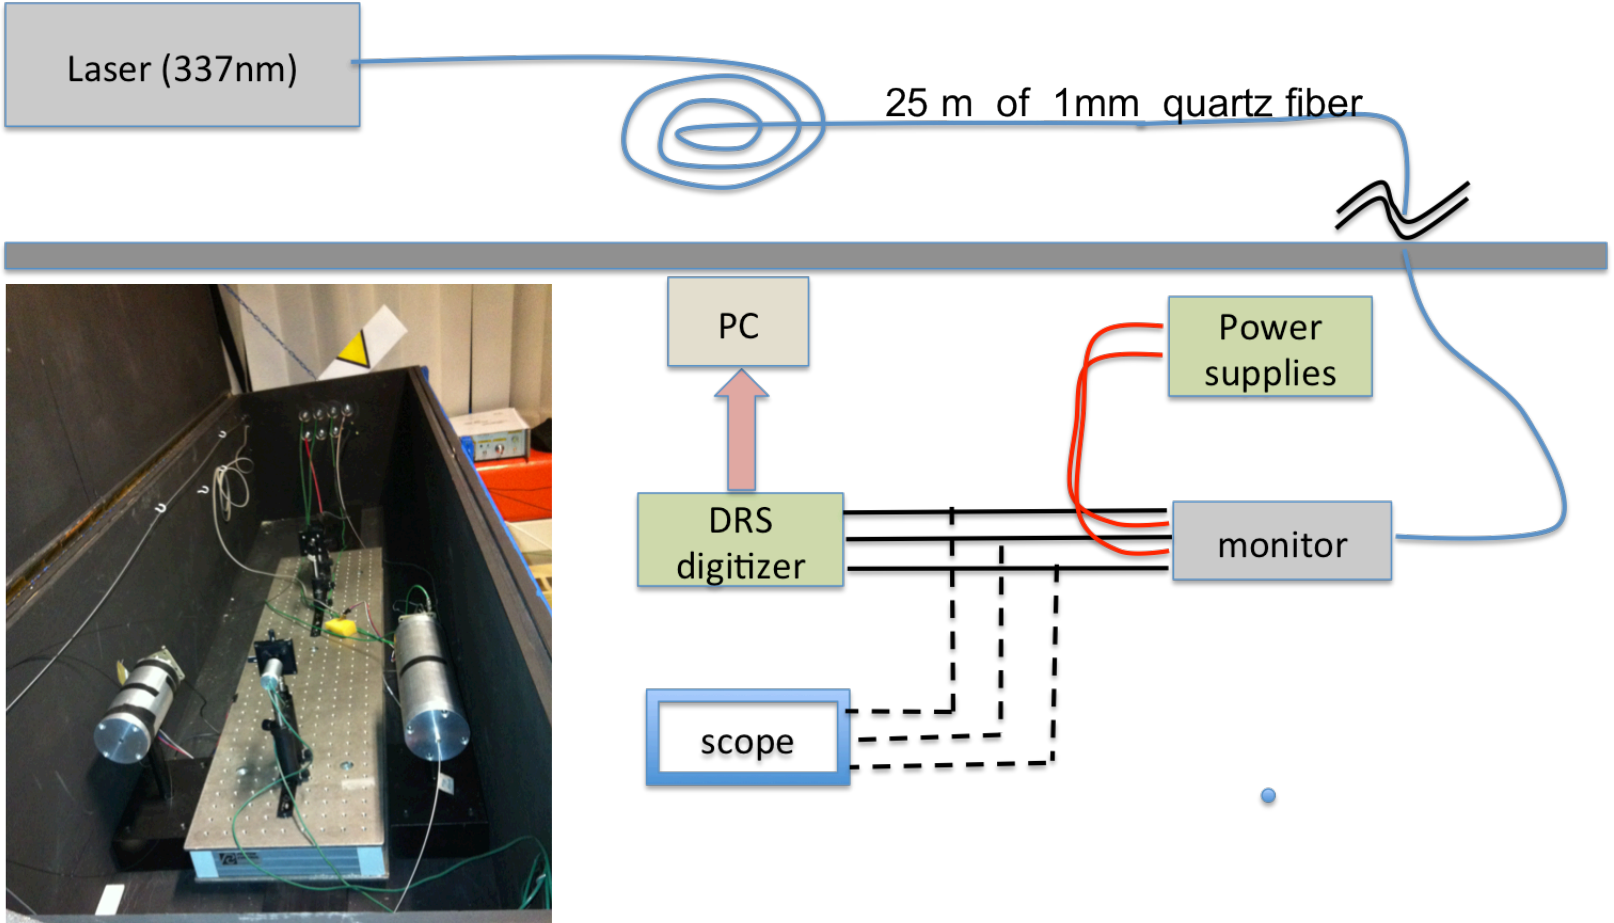 Laser (337nm)
25 m of 1mm quartz fiber
PC
Power
supplies
DRS
digitizer
monitor
scope